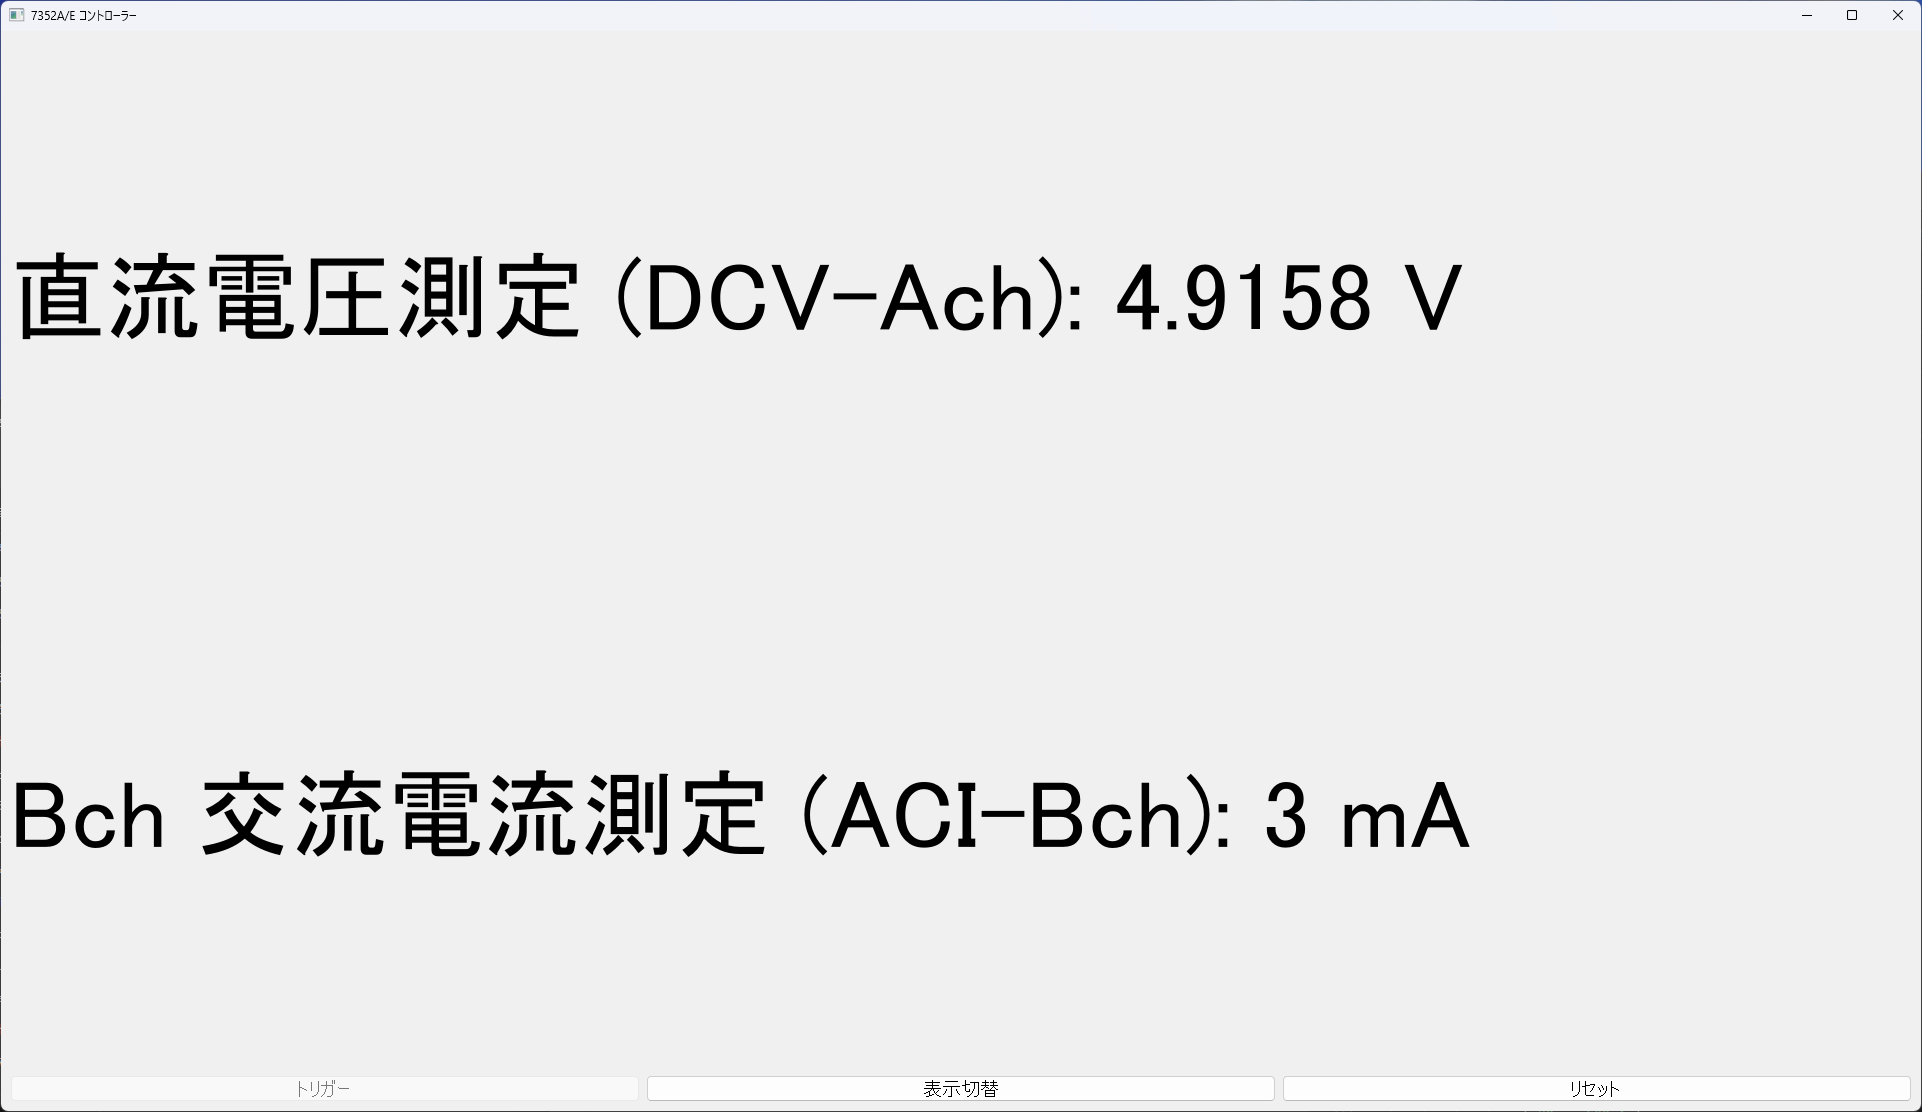 7352A/E コントローラー
直流電圧測定 (DCV-Ach): 4.9158 V
Bch 交流電流測定 (ACI-Bch): 3 mA
トリガー
表示切替
リセット